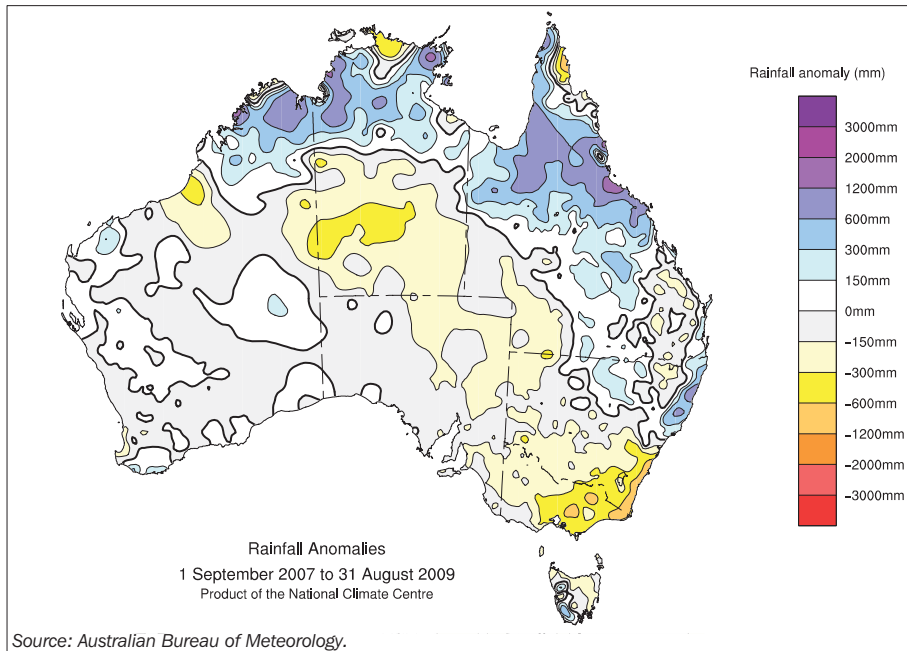 Rainfall anomaly (mm)
3000mm
2000mm
1200mm
600mm
300mm
150mm
0mm
−150mm
−300mm
−600mm
−1200mm
−2000mm
−3000mm
Rainfall Anomalies
1 September 2007 to 31 August 2009
Product of the National Climate Centre
Source: Australian Bureau of Meteorology.